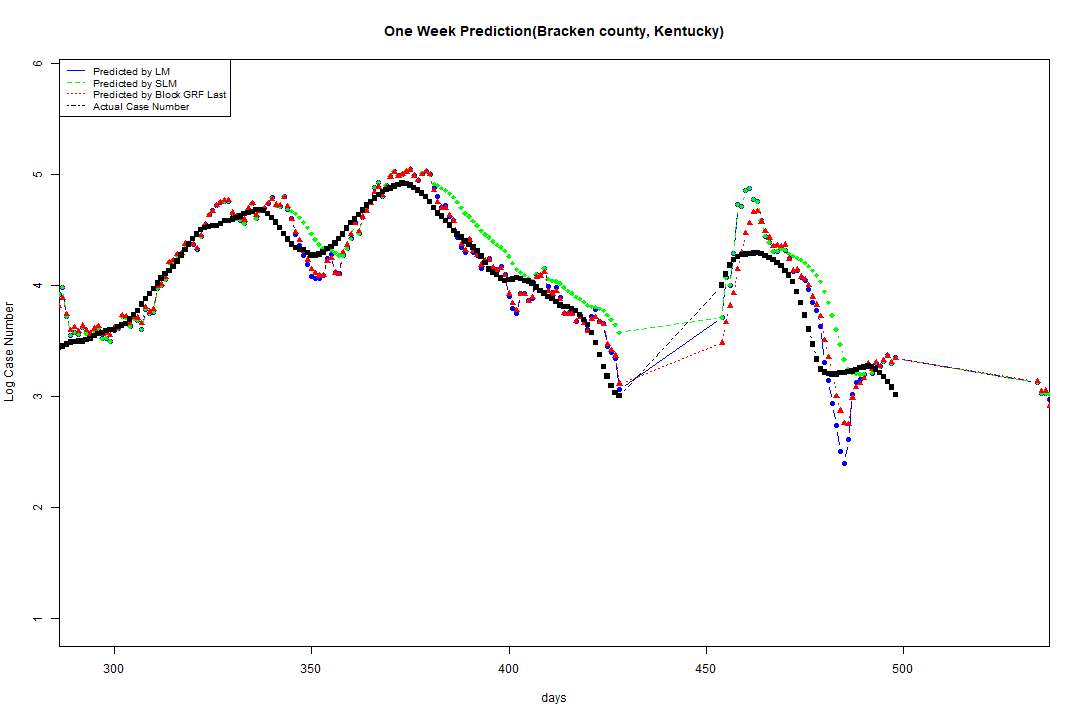 One Week Prediction(Bracken county, Kentucky)
Predicted by LM
Predicted by SLM
Predicted by Block GRF Last
Actual Case Number
Log Case Number
6
5
4
3
2
1
300
350
400
450
500
days